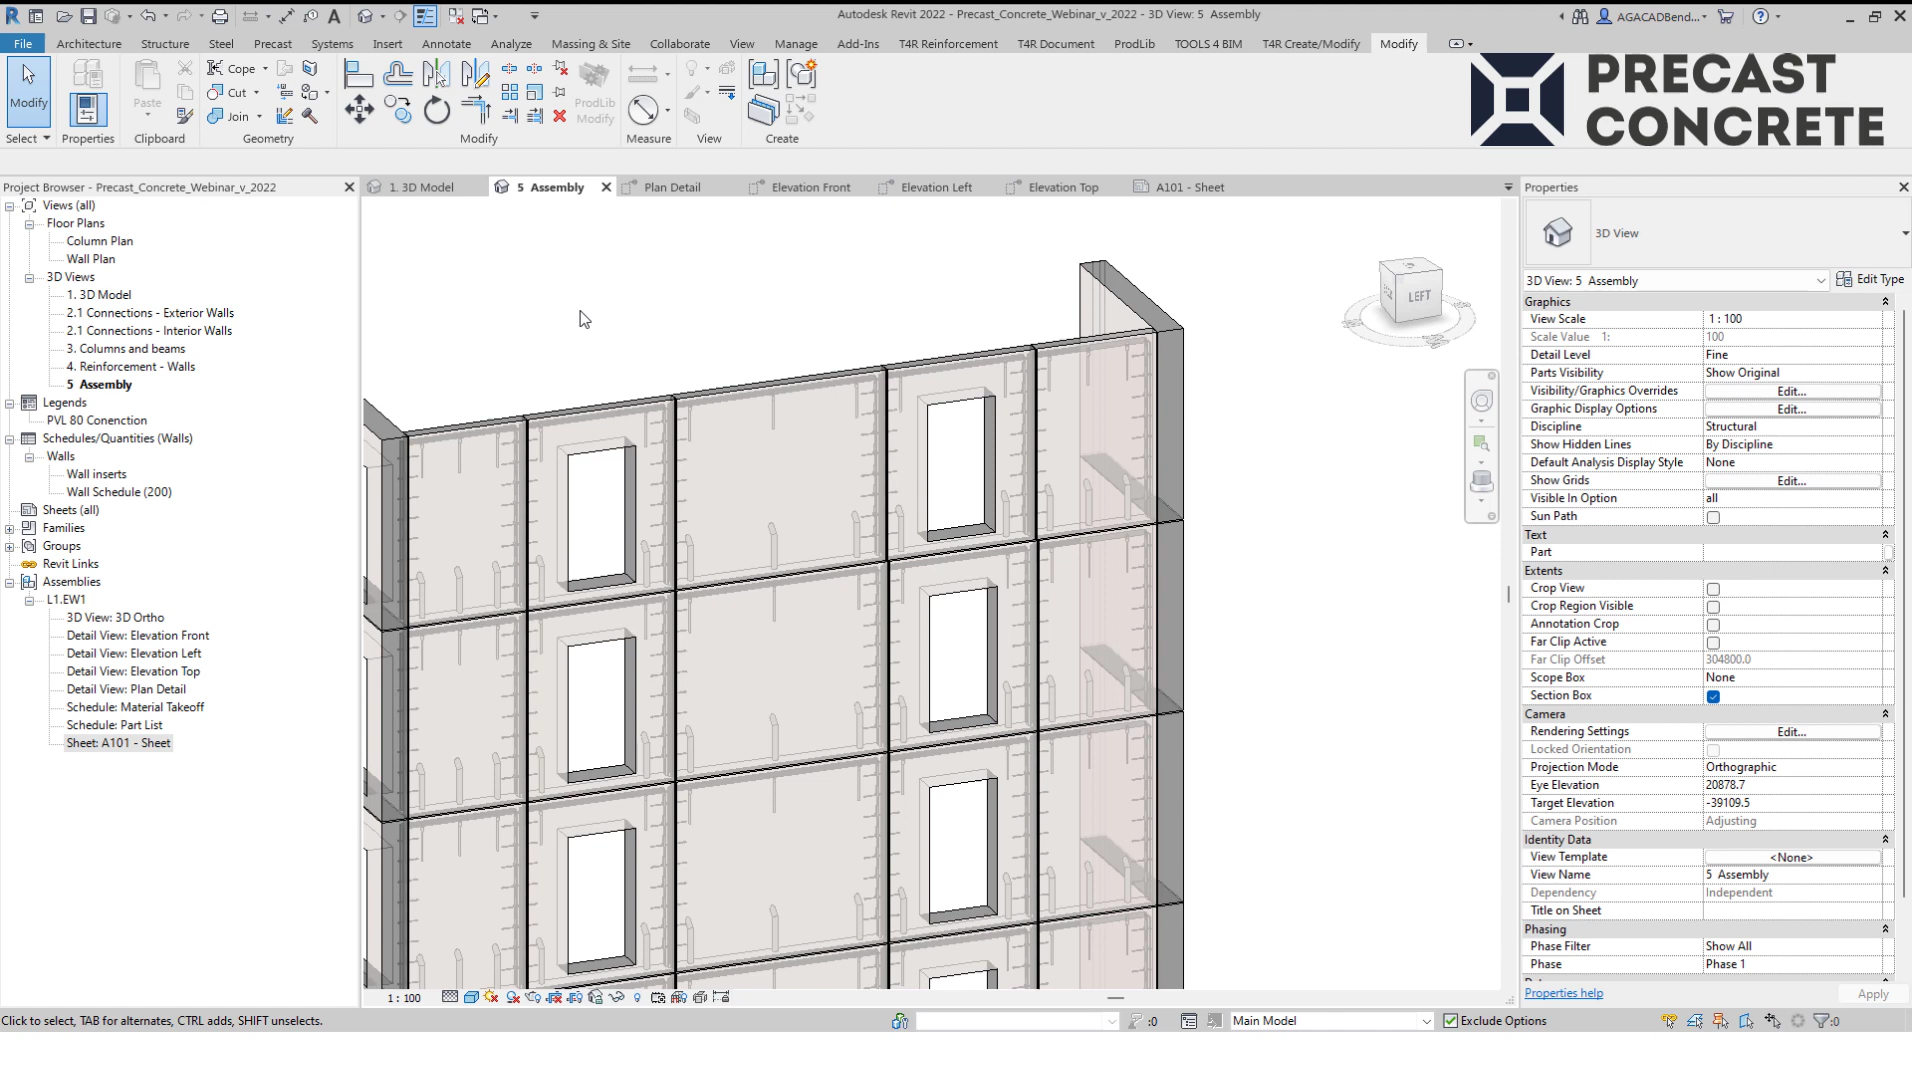 Autodesk Revit 2022 - Precast_Concrete_Webinar_v_2022 - 3D View: 5 Assembly
AGACADBend...
File Architecture Structure Steel Precast Systems Insert Annotate Analyze Massing & Site Collaborate View Manage Add-Ins T4R Reinforcement T4R Document ProdLib TOOLS 4 BIM T4R Create/Modify Modify
PRECAST
CONCRETE
Modify
Paste
Cope
Cut
Join
ProdLib
Modify
Select Properties Clipboard Geometry Modify Measure View Create
Project Browser - Precast_Concrete_Webinar_v_2022
1. 3D Model
5 Assembly
Plan Detail
Elevation Front
Elevation Left
Elevation Top
A101 - Sheet
Properties
Views (all)
Floor Plans
Column Plan
Wall Plan
3D Views
1. 3D Model
2.1 Connections - Exterior Walls
2.1 Connections - Interior Walls
3. Columns and beams
4. Reinforcement - Walls
5 Assembly
Legends
PVL 80 Conenction
Schedules/Quantities (Walls)
Walls
Wall inserts
Wall Schedule (200)
Sheets (all)
Families
Groups
Revit Links
Assemblies
L1.EW1
3D View: 3D Ortho
Detail View: Elevation Front
Detail View: Elevation Left
Detail View: Elevation Top
Detail View: Plan Detail
Schedule: Material Takeoff
Schedule: Part List
Sheet: A101 - Sheet
LEFT
3D View
3D View: 5 Assembly Edit Type
Graphics
View Scale 1 : 100
Scale Value 1: 100
Detail Level Fine
Parts Visibility Show Original
Visibility/Graphics Overrides Edit...
Graphic Display Options Edit...
Discipline Structural
Show Hidden Lines By Discipline
Default Analysis Display Style None
Show Grids Edit...
Visible In Option all
Sun Path
Text
Part
Extents
Crop View
Crop Region Visible
Annotation Crop
Far Clip Active
Far Clip Offset 304800.0
Scope Box None
Section Box
Camera
Rendering Settings Edit...
Locked Orientation
Projection Mode Orthographic
Eye Elevation 20878.7
Target Elevation -39109.5
Camera Position Adjusting
Identity Data
View Template <None>
View Name 5 Assembly
Dependency Independent
Title on Sheet
Phasing
Phase Filter Show All
Phase Phase 1
Properties help Apply
1 : 100
Click to select, TAB for alternates, CTRL adds, SHIFT unselects.
:0
Main Model
Exclude Options
:0